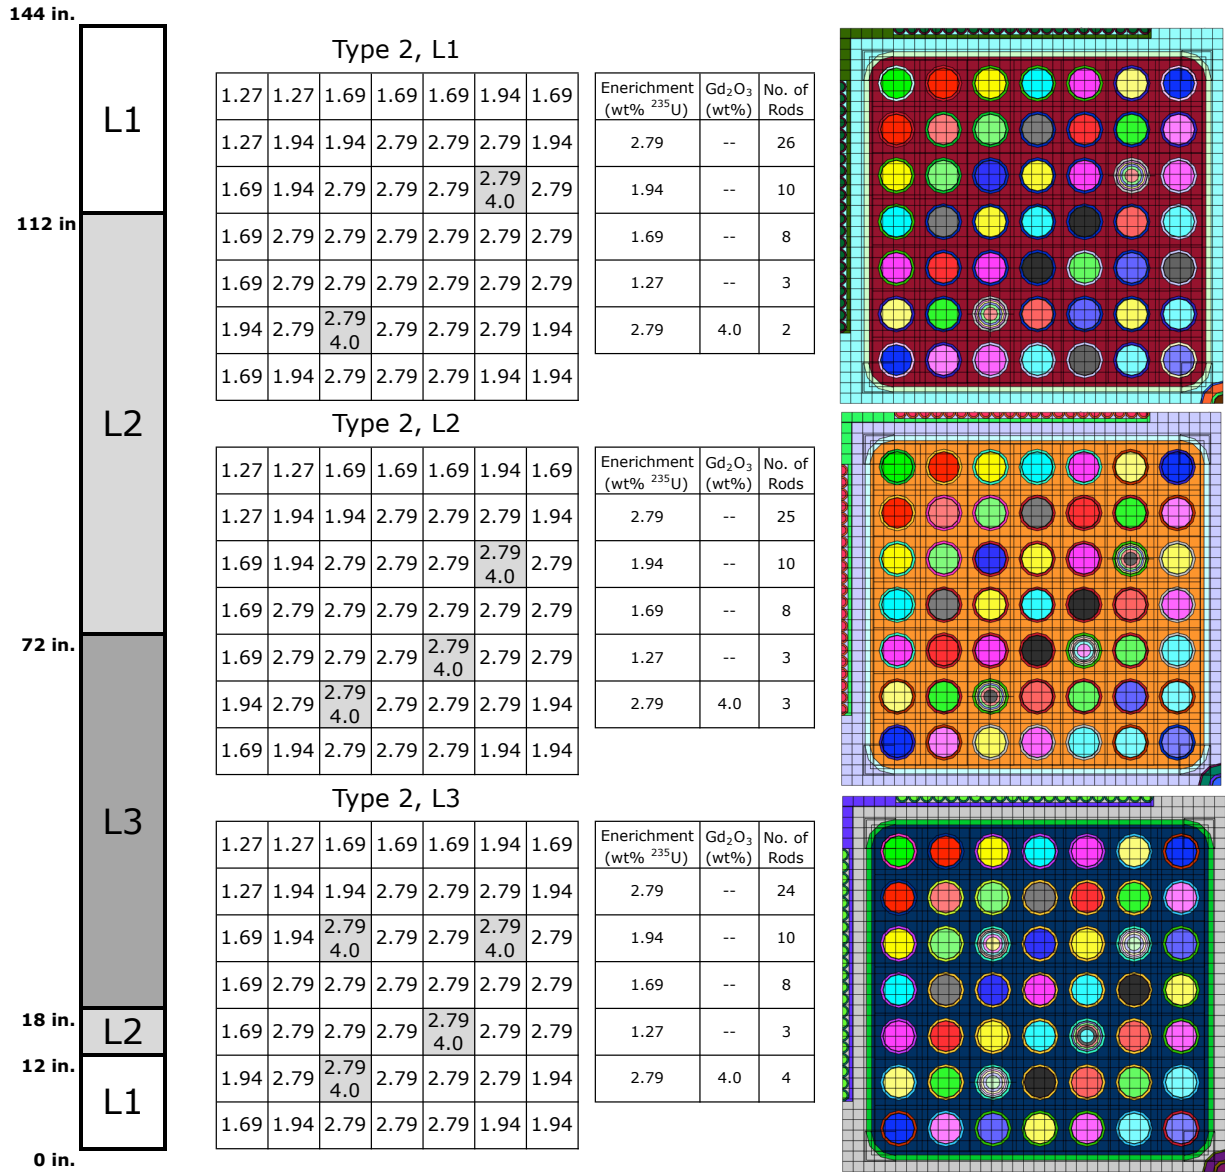 144 in.
L1
112 in
L2
72 in.
L3
18 in.
L2
12 in.
L1
0 in.
Type 2, L1
1.27 1.27 1.69 1.69 1.69 1.94 1.69
1.27 1.94 1.94 2.79 2.79 2.79 1.94
1.69 1.94 2.79 2.79 2.79 2.79 4.0 2.79
1.69 2.79 2.79 2.79 2.79 2.79 2.79
1.69 2.79 2.79 2.79 2.79 2.79 2.79
1.94 2.79 2.79 4.0 2.79 2.79 2.79 1.94
1.69 1.94 2.79 2.79 2.79 1.94 1.94
Enerichment (wt% ²³⁵U) Gd₂O₃ (wt%) No. of Rods
2.79 -- 26
1.94 -- 10
1.69 -- 8
1.27 -- 3
2.79 4.0 2
Type 2, L2
1.27 1.27 1.69 1.69 1.69 1.94 1.69
1.27 1.94 1.94 2.79 2.79 2.79 1.94
1.69 1.94 2.79 2.79 2.79 2.79 4.0 2.79
1.69 2.79 2.79 2.79 2.79 2.79 2.79
1.69 2.79 2.79 2.79 2.79 4.0 2.79 2.79
1.94 2.79 2.79 4.0 2.79 2.79 2.79 1.94
1.69 1.94 2.79 2.79 2.79 1.94 1.94
Enerichment (wt% ²³⁵U) Gd₂O₃ (wt%) No. of Rods
2.79 -- 25
1.94 -- 10
1.69 -- 8
1.27 -- 3
2.79 4.0 3
Type 2, L3
1.27 1.27 1.69 1.69 1.69 1.94 1.69
1.27 1.94 1.94 2.79 2.79 2.79 1.94
1.69 1.94 2.79 4.0 2.79 2.79 2.79 4.0 2.79
1.69 2.79 2.79 2.79 2.79 2.79 2.79
1.69 2.79 2.79 2.79 2.79 4.0 2.79 2.79
1.94 2.79 2.79 4.0 2.79 2.79 2.79 1.94
1.69 1.94 2.79 2.79 2.79 1.94 1.94
Enerichment (wt% ²³⁵U) Gd₂O₃ (wt%) No. of Rods
2.79 -- 24
1.94 -- 10
1.69 -- 8
1.27 -- 3
2.79 4.0 4